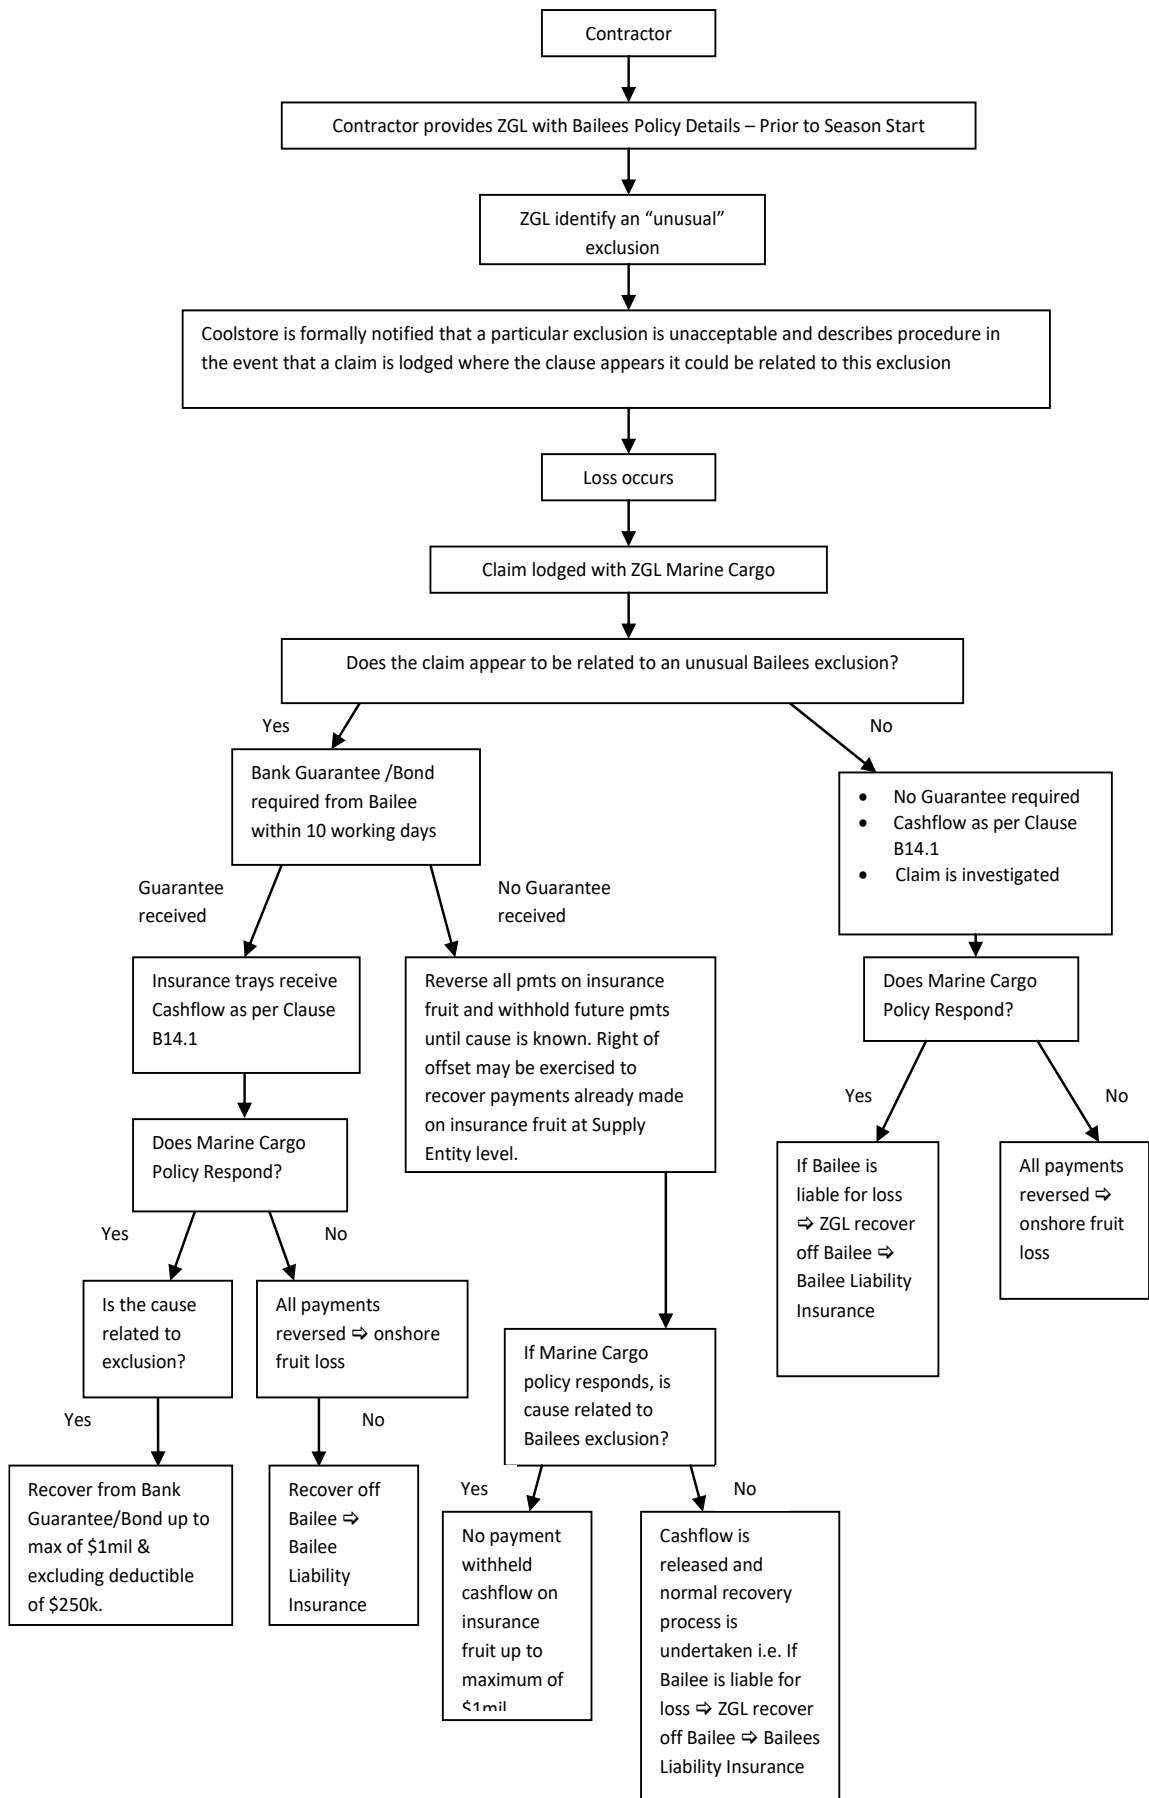 Contractor
Contractor provides ZGL with Bailees Policy Details – Prior to Season Start
ZGL identify an “unusual”
exclusion
Coolstore is formally notified that a particular exclusion is unacceptable and describes procedure in
the event that a claim is lodged where the clause appears it could be related to this exclusion
Loss occurs
Claim lodged with ZGL Marine Cargo
Does the claim appear to be related to an unusual Bailees exclusion?
Yes
No
Bank Guarantee /Bond
required from Bailee
within 10 working days
• No Guarantee required
• Cashflow as per Clause
B14.1
• Claim is investigated
Guarantee
received
No Guarantee
received
Insurance trays receive
Cashflow as per Clause
B14.1
Reverse all pmts on insurance
fruit and withhold future pmts
until cause is known. Right of
offset may be exercised to
recover payments already made
on insurance fruit at Supply
Entity level.
Does Marine Cargo
Policy Respond?
Yes
No
Does Marine Cargo
Policy Respond?
If Bailee is
liable for loss
⇨ ZGL recover
off Bailee ⇨
Bailee Liability
Insurance
All payments
reversed ⇨
onshore fruit
loss
Yes
No
Is the cause
related to
exclusion?
All payments
reversed ⇨ onshore
fruit loss
If Marine Cargo
policy responds, is
cause related to
Bailees exclusion?
Yes
No
Recover from Bank
Guarantee/Bond up to
max of $1mil &
excluding deductible
of $250k.
Recover off
Bailee ⇨
Bailee
Liability
Insurance
Yes
No
No payment
withheld
cashflow on
insurance
fruit up to
maximum of
$1mil
Cashflow is
released and
normal recovery
process is
undertaken i.e. If
Bailee is liable for
loss ⇨ ZGL recover
off Bailee ⇨ Bailees
Liability Insurance